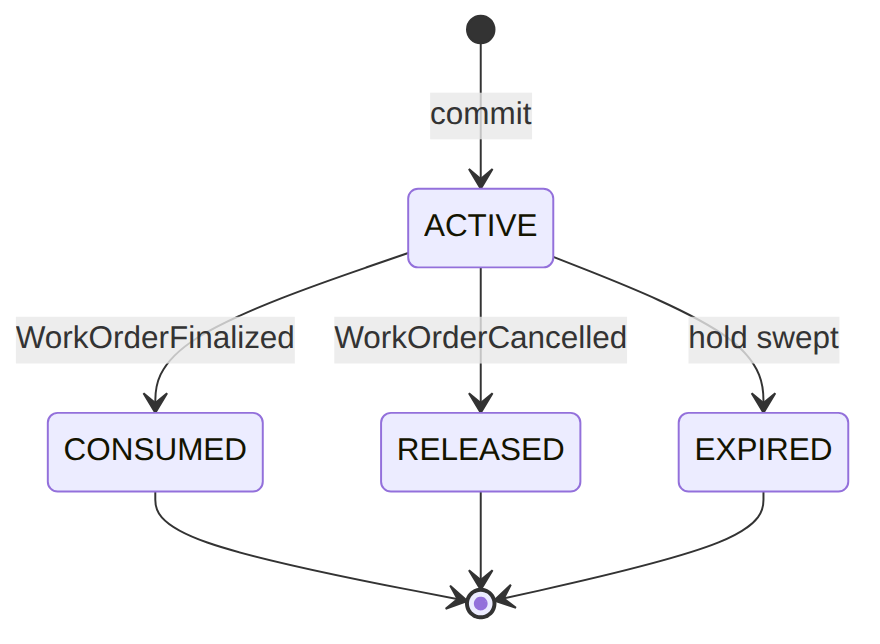 commit
ACTIVE
WorkOrderFinalized
WorkOrderCancelled
hold swept
CONSUMED
RELEASED
EXPIRED